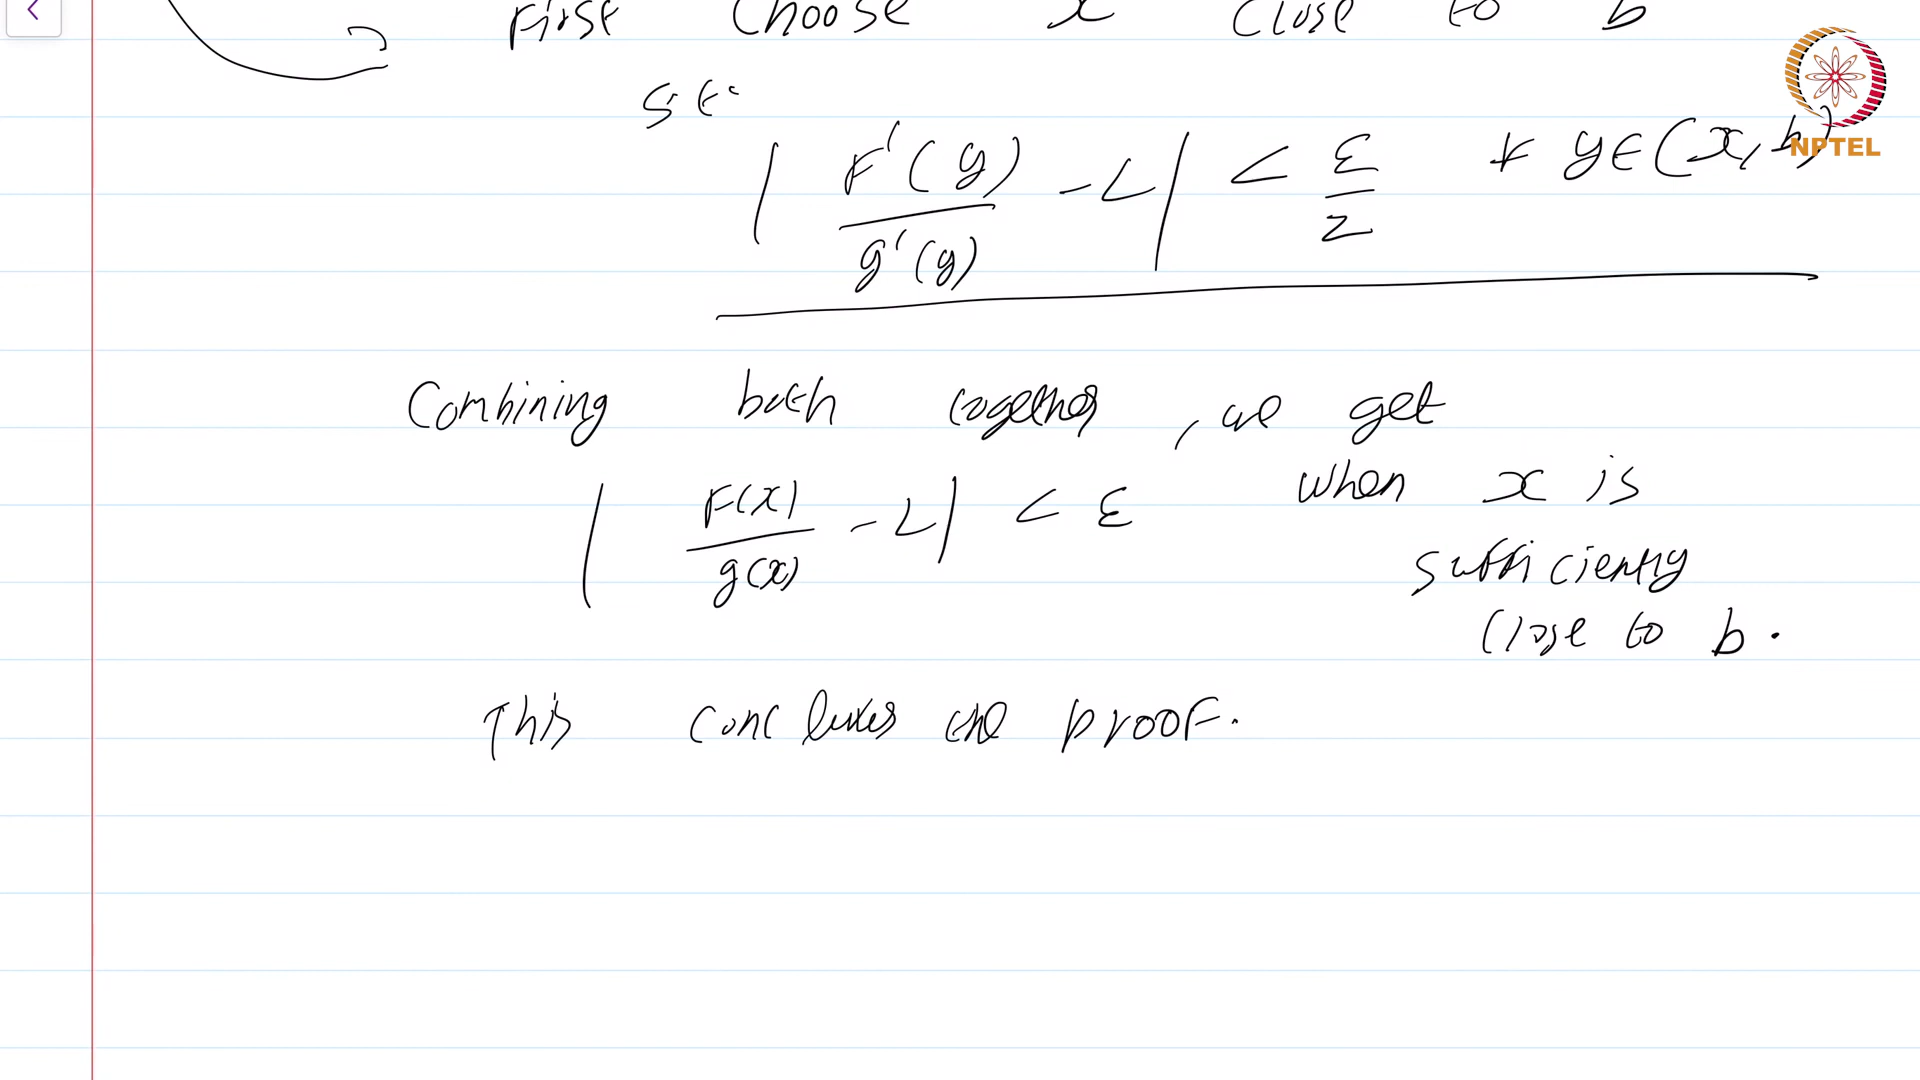 First choose x close to b
s.t.
| F'(y) / g'(y) - L | < ε/2 ∀ y ∈ (x, b)
NPTEL
Combining both together, we get
| F(x) / g(x) - L | < ε when x is
sufficiently
close to b.
This concludes the proof.